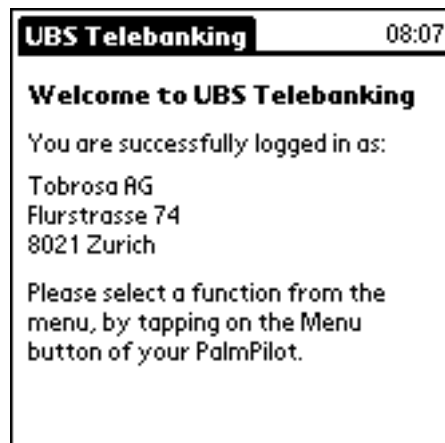 UBS Telebanking
08:07
Welcome to UBS Telebanking
You are successfully logged in as:
Tobrosa AG
Flurstrasse 74
8021 Zurich
Please select a function from the
menu, by tapping on the Menu
button of your PalmPilot.